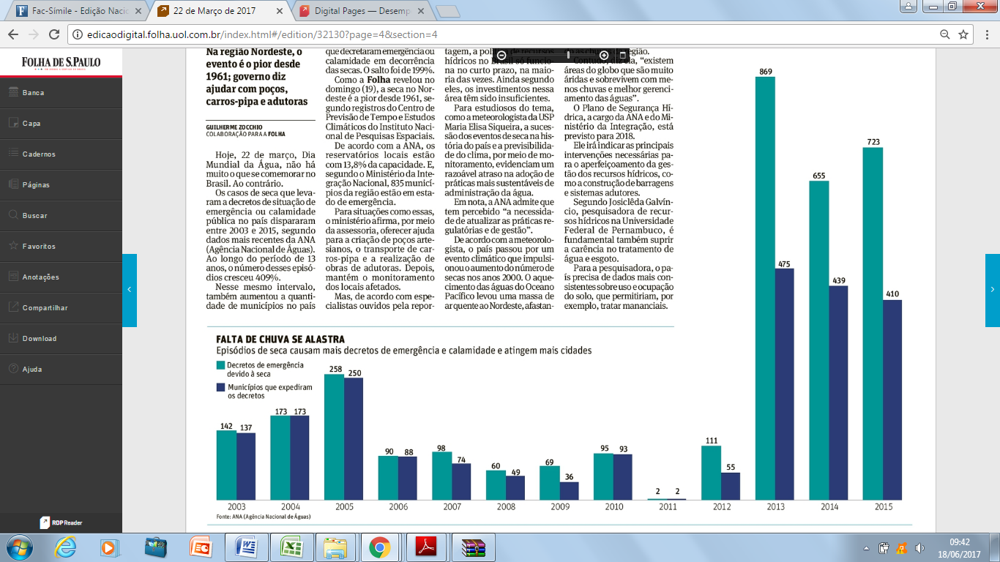 Fac-Símile - Edição Nacio
22 de Março de 2017
Digital Pages — Desemp
edicaodigital.folha.uol.com.br/index.html#/edition/32130?page=4&section=4
FOLHA DE S.PAULO
Banca
Capa
Cadernos
Páginas
Buscar
Favoritos
Anotações
Compartilhar
Download
Ajuda
RDP Reader
Na região Nordeste, o
evento é o pior desde
1961; governo diz
ajudar com poços,
carros-pipa e adutoras
GUILHERME ZOCCHIO
COLABORAÇÃO PARA A FOLHA
Hoje, 22 de março, Dia
Mundial da Água, não há
muito o que se comemorar no
Brasil. Ao contrário.
Os casos de seca que leva-
ram a decretos de situação de
emergência ou calamidade
pública no país dispararam
entre 2003 e 2015, segundo
dados mais recentes da ANA
(Agência Nacional de Águas).
Ao longo do período de 13
anos, o número desses episó-
dios cresceu 409%.
Nesse mesmo intervalo,
também aumentou a quanti-
dade de municípios no país
que decretaram emergência ou
calamidade em decorrência
das secas. O salto foi de 199%.
Como a Folha revelou no
domingo (19), a seca no Nor-
deste é a pior desde 1961, se-
gundo registros do Centro de
Previsão de Tempo e Estudos
Climáticos do Instituto Naci-
onal de Pesquisas Espaciais.
De acordo com a ANA, os
reservatórios locais estão
com 13,8% da capacidade. E,
segundo o Ministério da Inte-
gração Nacional, 835 municí-
pios da região estão em esta-
do de emergência.
Para situações como essas,
o ministério afirma, por meio
da assessoria, oferecer ajuda
para a criação de poços arte-
sianos, o transporte de car-
ros-pipa e a realização de
obras de adutoras. Depois,
mantém o monitoramento
dos locais afetados.
Mas, de acordo com espe-
cialistas ouvidos pela repor-
tagem, a política de recursos
hídricos no Brasil só funcio-
na no curto prazo, na maio-
ria das vezes. Ainda segundo
eles, os investimentos nessa
área têm sido insuficientes.
Para estudiosos do tema,
como a meteorologista da USP
Maria Elisa Siqueira, a suces-
são dos eventos de seca na his-
tória do país e a previsibilida-
de do clima, por meio de mo-
nitoramento, evidenciam um
razoável atraso na adoção de
práticas mais sustentáveis de
administração da água.
Em nota, a ANA admite que
tem percebido “a necessida-
de de atualizar as práticas re-
gulatórias e de gestão”.
De acordo com a meteorolo-
gista, o país passou por um
evento climático que impulsi-
onou o aumento do número de
secas nos anos 2000. O aque-
cimento das águas do Oceano
Pacífico levou uma massa de
ar quente ao Nordeste, afastan-
do as chuvas da região.
Contudo, diz ela, “existem
áreas do globo que são muito
áridas e sobrevivem com me-
nos chuvas e melhor gerenci-
amento das águas”.
O Plano de Segurança Hí-
drica, a cargo da ANA e do Mi-
nistério da Integração, está
previsto para 2018.
Ele irá indicar as principais
intervenções necessárias pa-
ra o aperfeiçoamento da ges-
tão dos recursos hídricos, co-
mo a construção de barragens
e sistemas adutores.
Segundo Josiclêda Galvín-
cio, pesquisadora de recur-
sos hídricos na Universidade
Federal de Pernambuco, é
fundamental também suprir
a carência no tratamento de
água e esgoto.
Para a pesquisadora, o pa-
ís precisa de dados mais con-
sistentes sobre uso e ocupação
do solo, que permitiriam, por
exemplo, tratar mananciais.
FALTA DE CHUVA SE ALASTRA
Episódios de seca causam mais decretos de emergência e calamidade e atingem mais cidades
Decretos de emergência
devido à seca
Municípios que expediram
os decretos
142 137
173 173
258 250
90 88
98 74
60 49
69 36
95 93
2 2
111 55
869 475
655 439
723 410
2003 2004 2005 2006 2007 2008 2009 2010 2011 2012 2013 2014 2015
Fonte: ANA (Agência Nacional de Águas)
09:42
18/06/2017